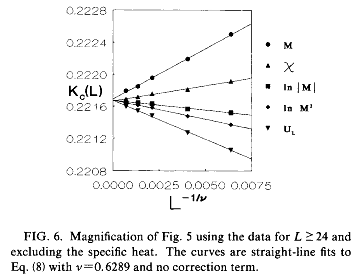 0.2228
0.2224
0.2220
K_c(L)
0.2216
0.2212
0.2208
0.0000 0.0025 0.0050 0.0075
L^{-1/ν}
M
χ
ln |M|
ln M²
U_L
FIG. 6. Magnification of Fig. 5 using the data for L ≥ 24 and
excluding the specific heat. The curves are straight-line fits to
Eq. (8) with ν=0.6289 and no correction term.